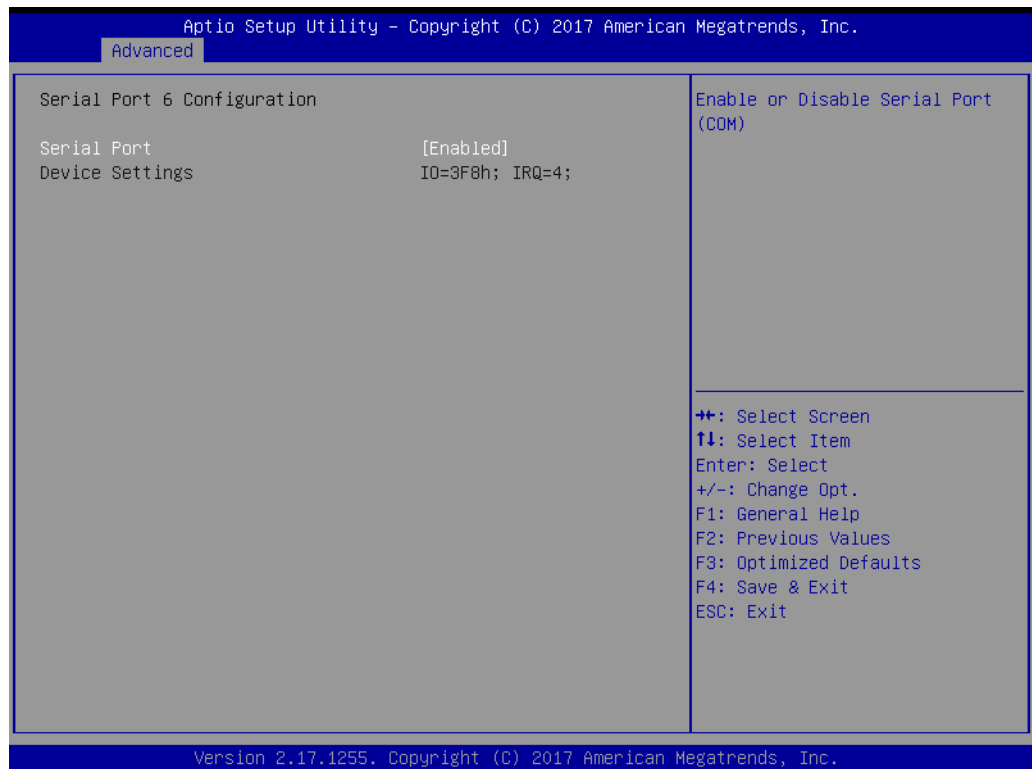 Aptio Setup Utility – Copyright (C) 2017 American Megatrends, Inc.
Advanced
Serial Port 6 Configuration
Serial Port [Enabled]
Device Settings IO=3F8h; IRQ=4;
Enable or Disable Serial Port
(COM)
→←: Select Screen
↑↓: Select Item
Enter: Select
+/-: Change Opt.
F1: General Help
F2: Previous Values
F3: Optimized Defaults
F4: Save & Exit
ESC: Exit
Version 2.17.1255. Copyright (C) 2017 American Megatrends, Inc.